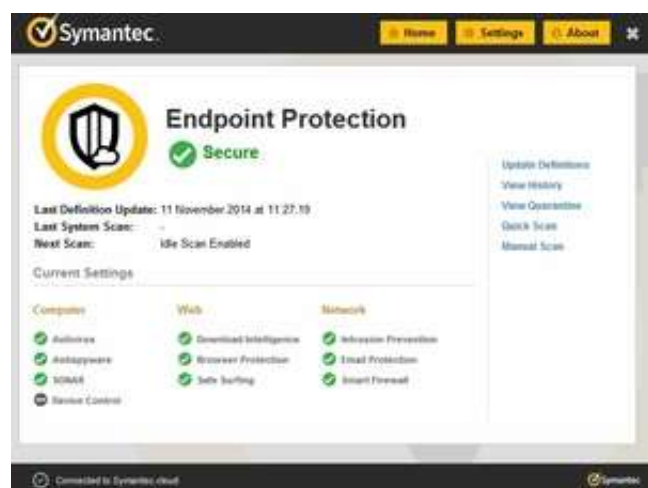 Symantec.
Home Settings About
Endpoint Protection
Secure
Last Definition Update: 11 November 2014 at 11:27:19
Last System Scan: -
Next Scan: Idle Scan Enabled
Update Definitions
View History
View Quarantine
Quick Scan
Manual Scan
Current Settings
Computer
Antivirus
Antispyware
SONAR
Device Control
Web
Download Intelligence
Browser Protection
Safe Surfing
Network
Intrusion Prevention
Email Protection
Smart Firewall
Connected to Symantec.cloud
Symantec